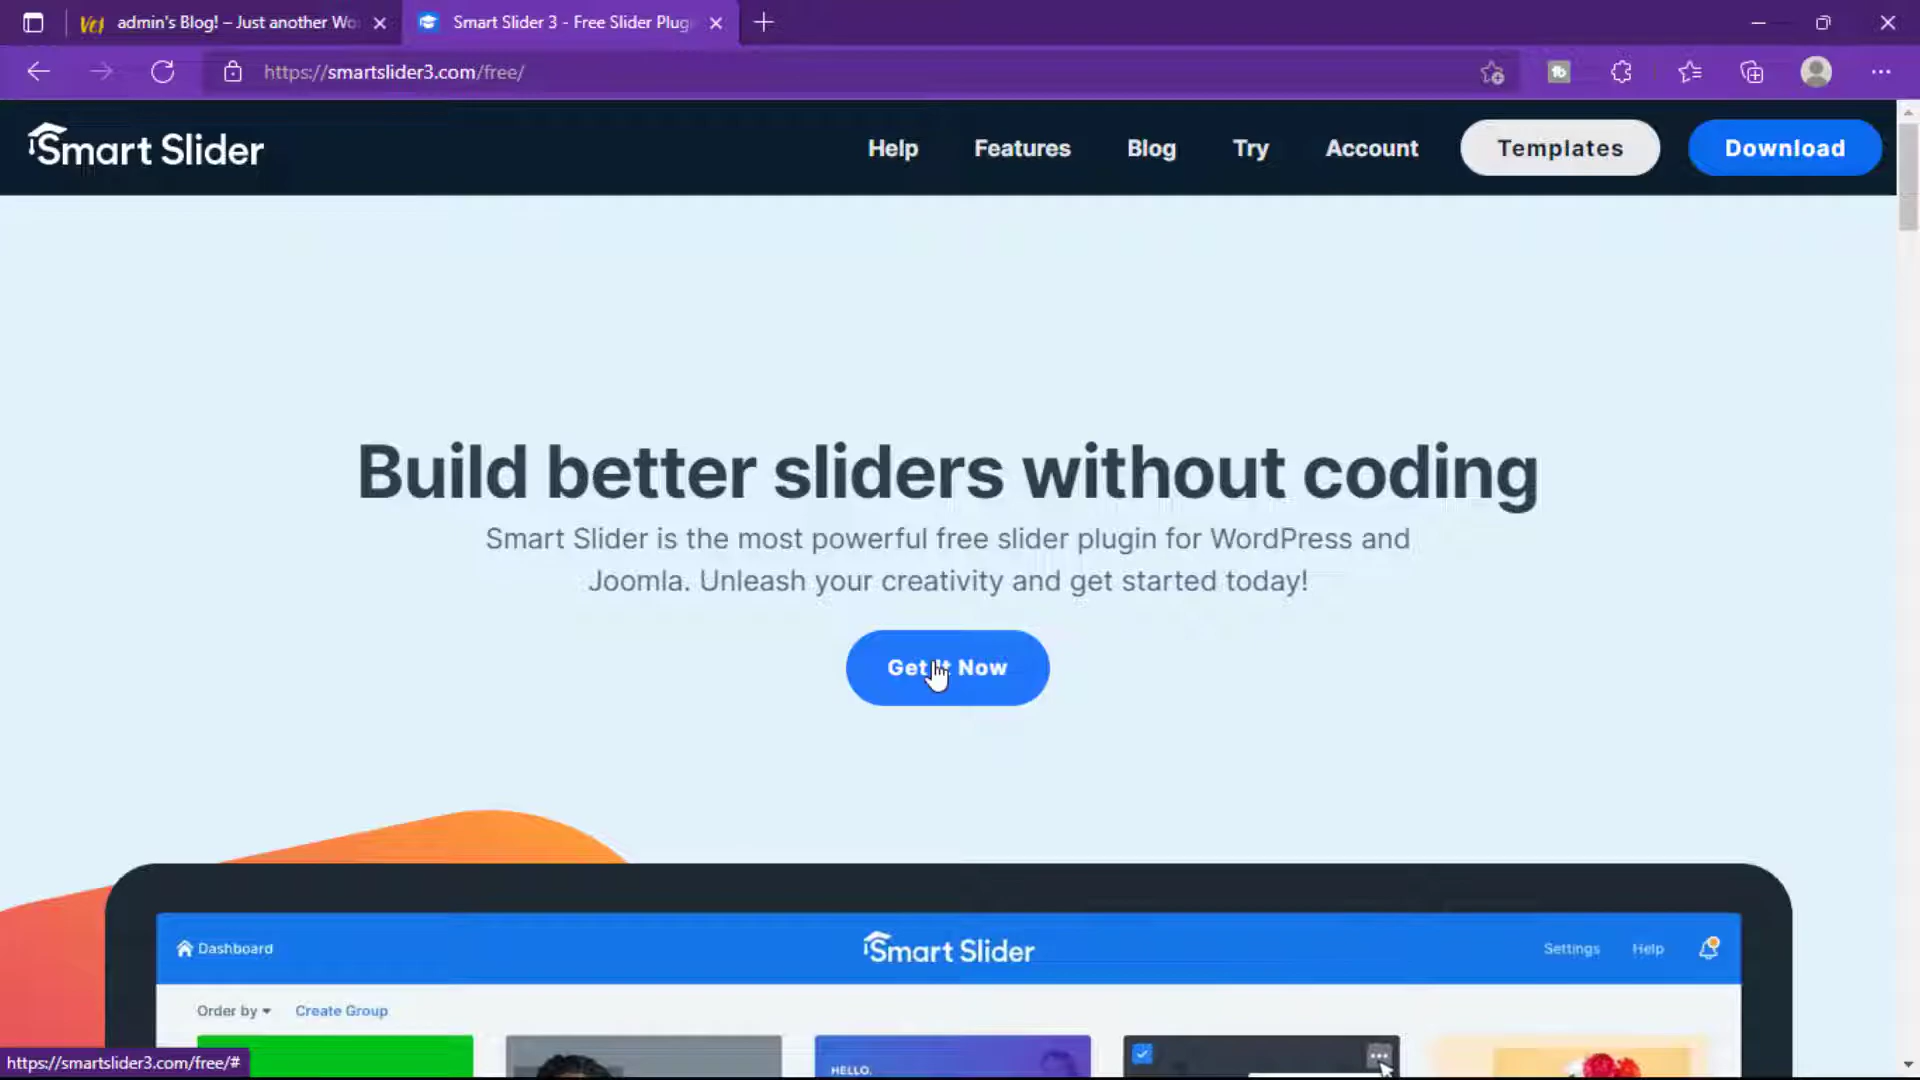 admin's Blog! – Just another Wo
Smart Slider 3 - Free Slider Plug
https://smartslider3.com/free/
Smart Slider
Help
Features
Blog
Try
Account
Templates
Download
Build better sliders without coding
Smart Slider is the most powerful free slider plugin for WordPress and
Joomla. Unleash your creativity and get started today!
Get It Now
Dashboard
Smart Slider
Settings
Help
Order by
Create Group
HELLO.
https://smartslider3.com/free/#